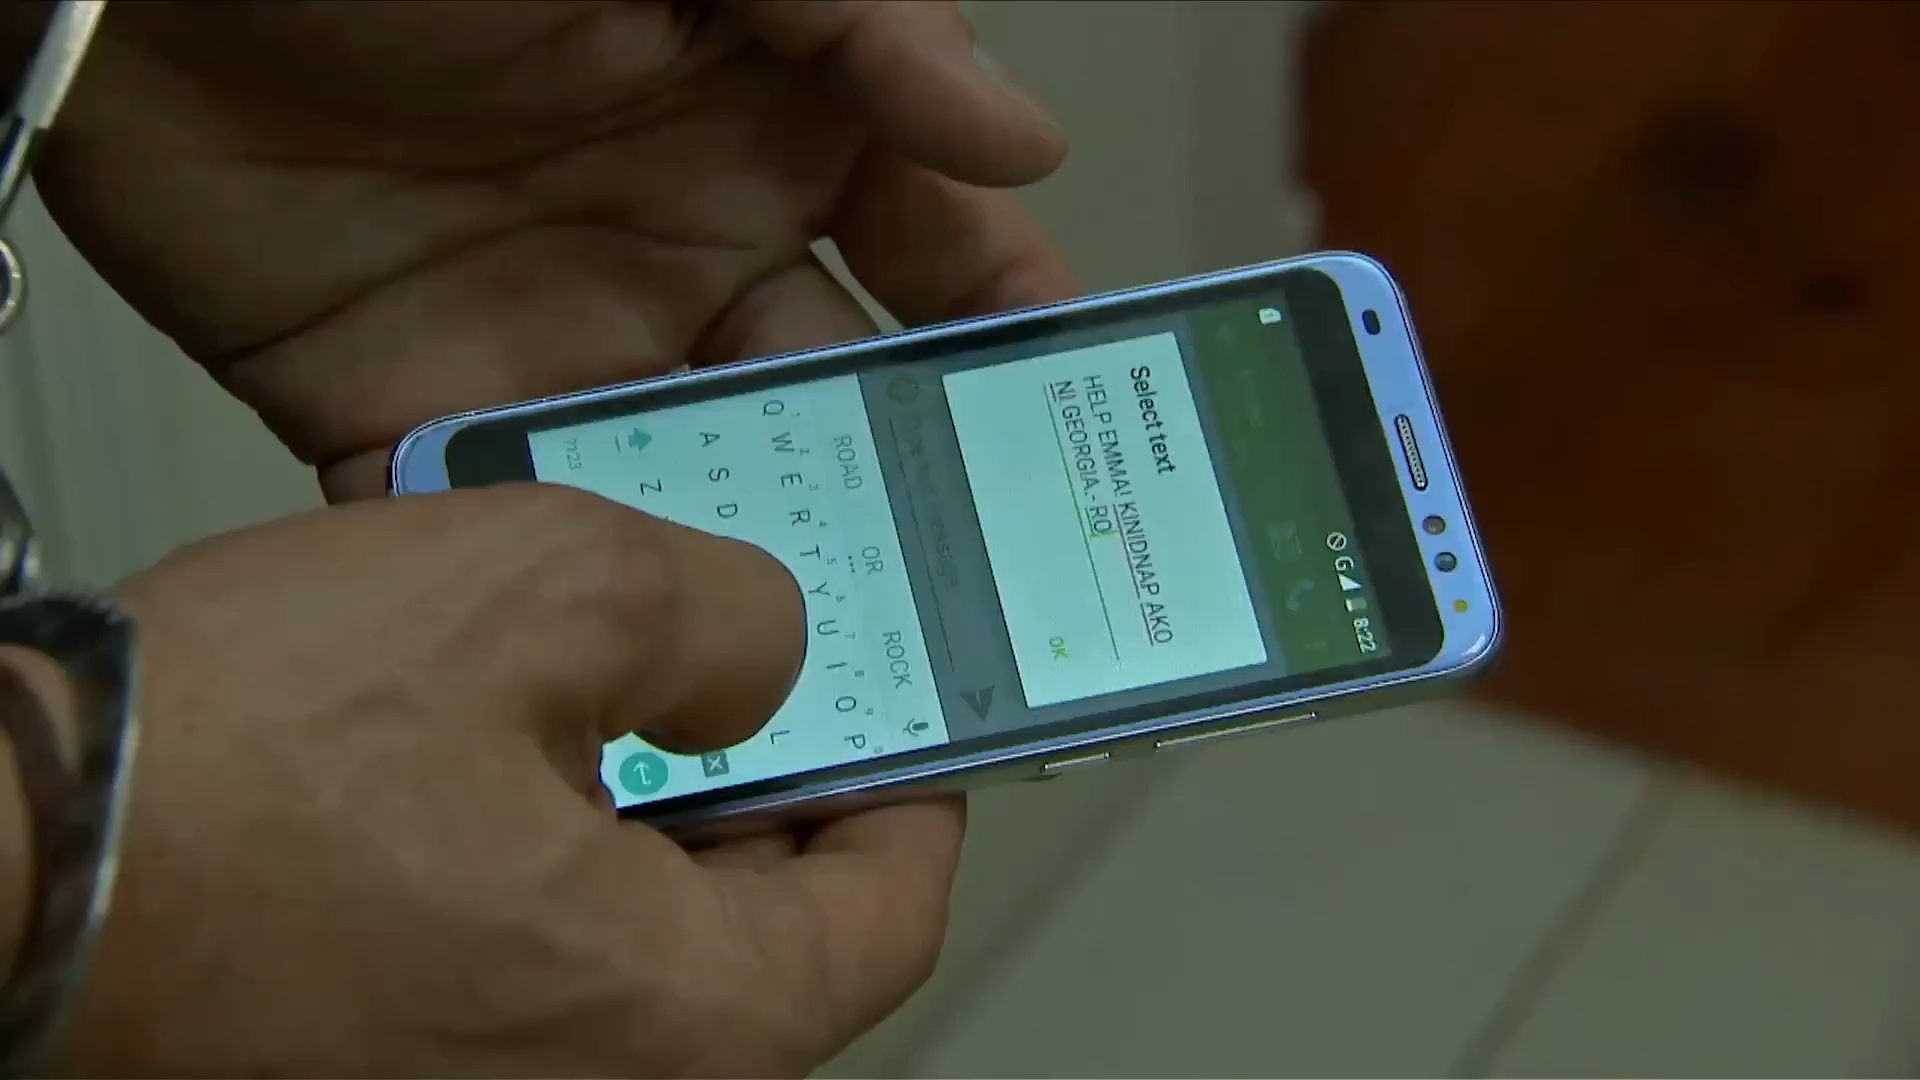 8:22
Select text
HELP EMMA! KINIDNAP AKO
NI GEORGIA.- RO
OK
ROAD
OR
ROCK
Q W E R T Y U I O P
A S D L
Z
?123